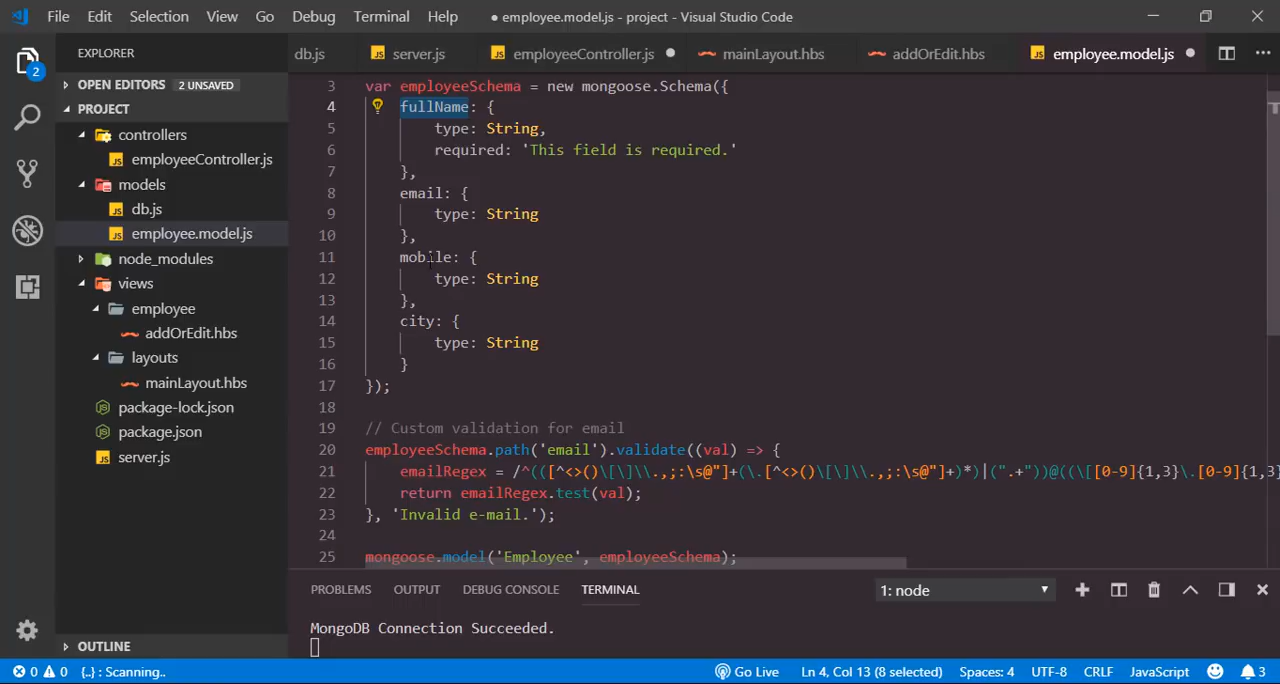 File Edit Selection View Go Debug Terminal Help ● employee.model.js - project - Visual Studio Code
EXPLORER
db.js server.js employeeController.js mainLayout.hbs addOrEdit.hbs employee.model.js
2
OPEN EDITORS 2 UNSAVED
PROJECT
controllers
employeeController.js
models
db.js
employee.model.js
node_modules
views
employee
addOrEdit.hbs
layouts
mainLayout.hbs
package-lock.json
package.json
server.js
OUTLINE
3 var employeeSchema = new mongoose.Schema({
4 fullName: {
5 type: String,
6 required: 'This field is required.'
7 },
8 email: {
9 type: String
10 },
11 mobile: {
12 type: String
13 },
14 city: {
15 type: String
16 }
17 });
18
19 // Custom validation for email
20 employeeSchema.path('email').validate((val) => {
21 emailRegex = /^(([^<>()\[\]\\.,;:\s@"]+(\.[^<>()\[\]\\.,;:\s@"]+)*)|(".+"))@((\[[0-9]{1,3}\.[0-9]{1,3
22 return emailRegex.test(val);
23 }, 'Invalid e-mail.');
24
25 mongoose.model('Employee', employeeSchema);
PROBLEMS OUTPUT DEBUG CONSOLE TERMINAL 1: node
MongoDB Connection Succeeded.
0 0 {..} : Scanning.. Go Live Ln 4, Col 13 (8 selected) Spaces: 4 UTF-8 CRLF JavaScript 3